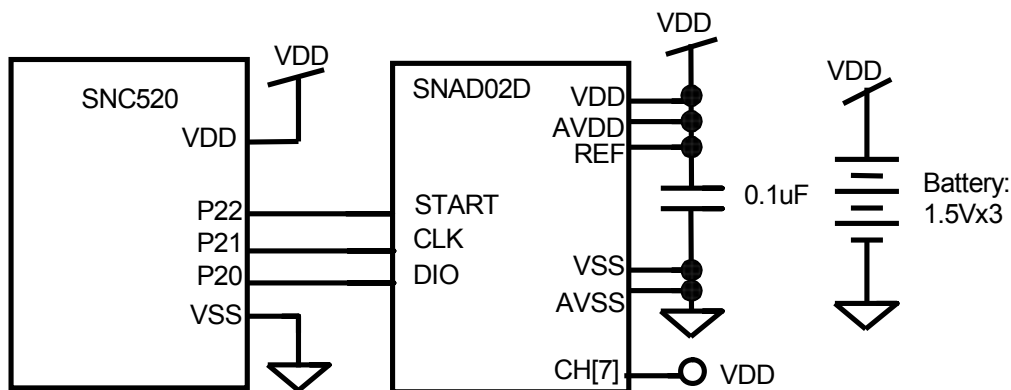 VDD
SNC520
VDD
P22
P21
P20
VSS
SNAD02D
VDD
AVDD
REF
START
CLK
DIO
VSS
AVSS
CH[7]
VDD
0.1uF
VDD
VDD
Battery:
1.5Vx3